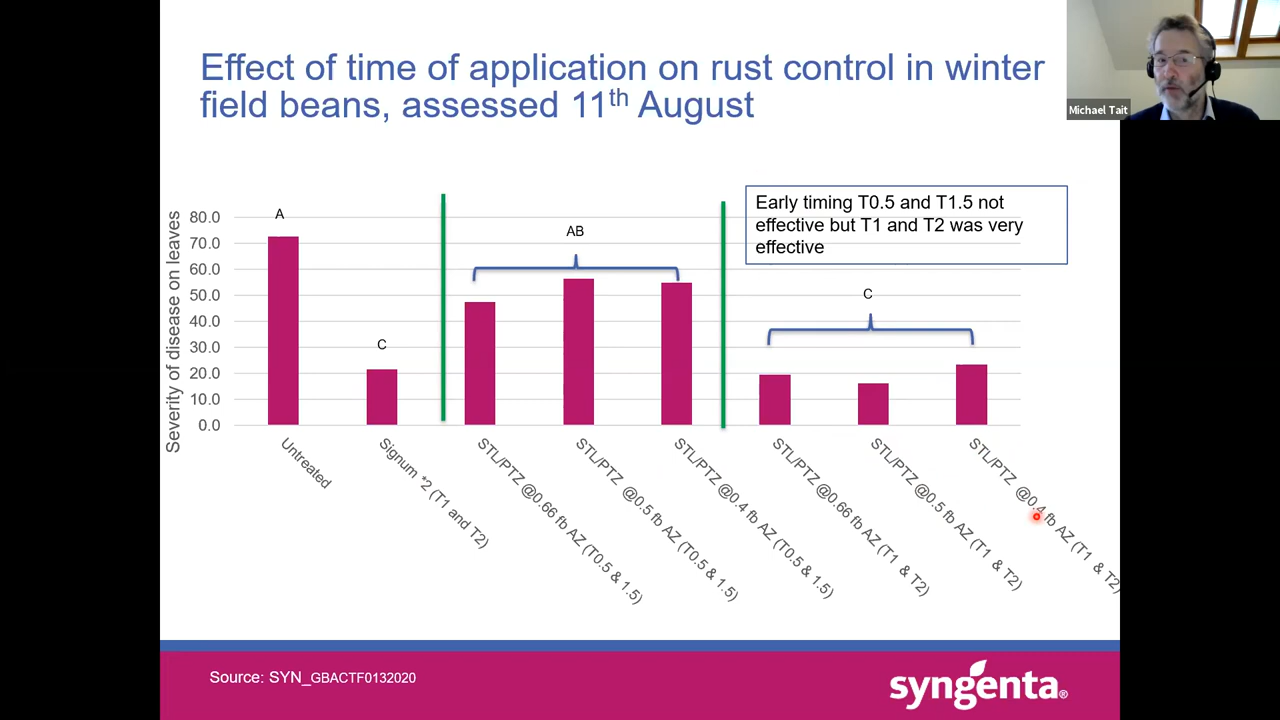 Effect of time of application on rust control in winter
field beans, assessed 11th August
Michael Tait
Early timing T0.5 and T1.5 not
effective but T1 and T2 was very
effective
Severity of disease on leaves
80.0
70.0
60.0
50.0
40.0
30.0
20.0
10.0
0.0
A
C
AB
C
Untreated
Signum *2 (T1 and T2)
STL/PTZ @0.66 fb AZ (T0.5 & 1.5)
STL/PTZ @0.5 fb AZ (T0.5 & 1.5)
STL/PTZ @0.4 fb AZ (T0.5 & 1.5)
STL/PTZ @0.66 fb AZ (T1 & T2)
STL/PTZ @0.5 fb AZ (T1 & T2)
STL/PTZ @0.4 fb AZ (T1 & T2)
Source: SYN_GBACTF0132020
syngenta®